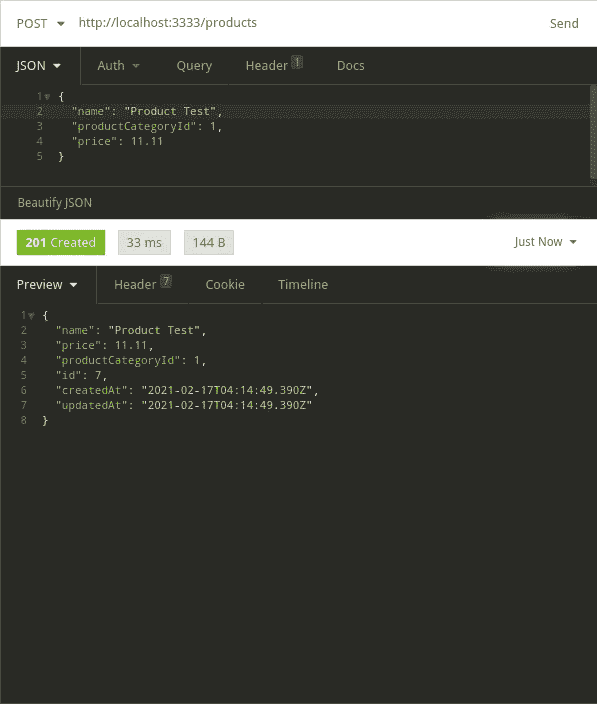 POST http://localhost:3333/products Send
JSON Auth Query Header 1 Docs
1 {
2 "name": "Product Test",
3 "productCategoryId": 1,
4 "price": 11.11
5 }
Beautify JSON
201 Created 33 ms 144 B Just Now
Preview Header 7 Cookie Timeline
1 {
2 "name": "Product Test",
3 "price": 11.11,
4 "productCategoryId": 1,
5 "id": 7,
6 "createdAt": "2021-02-17T04:14:49.390Z",
7 "updatedAt": "2021-02-17T04:14:49.390Z"
8 }